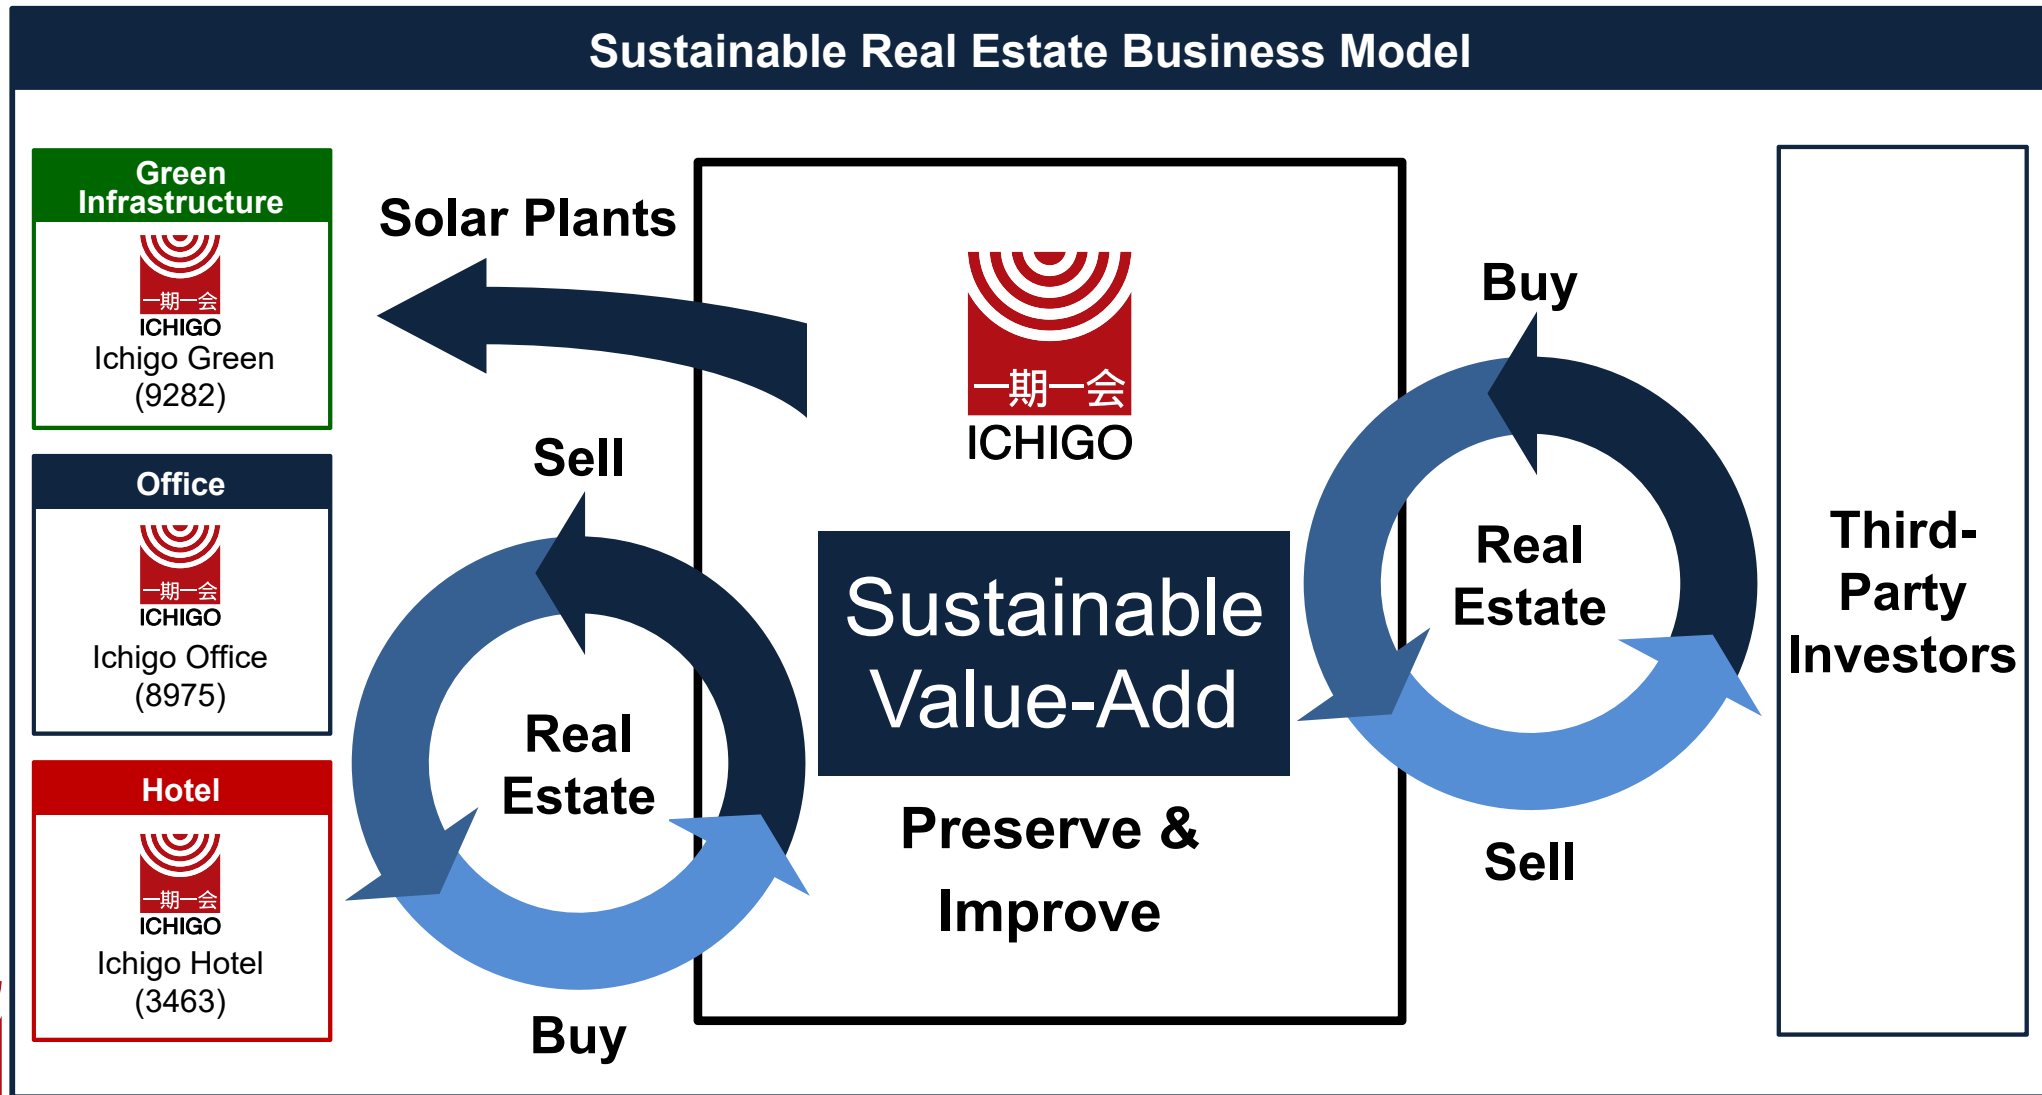 Sustainable Real Estate Business Model
Green
Infrastructure
一期一会
ICHIGO
Ichigo Green
(9282)
Office
一期一会
ICHIGO
Ichigo Office
(8975)
Hotel
一期一会
ICHIGO
Ichigo Hotel
(3463)
Solar Plants
Sell
Real
Estate
Buy
一期一会
ICHIGO
Sustainable
Value-Add
Preserve &
Improve
Buy
Real
Estate
Sell
Third-
Party
Investors